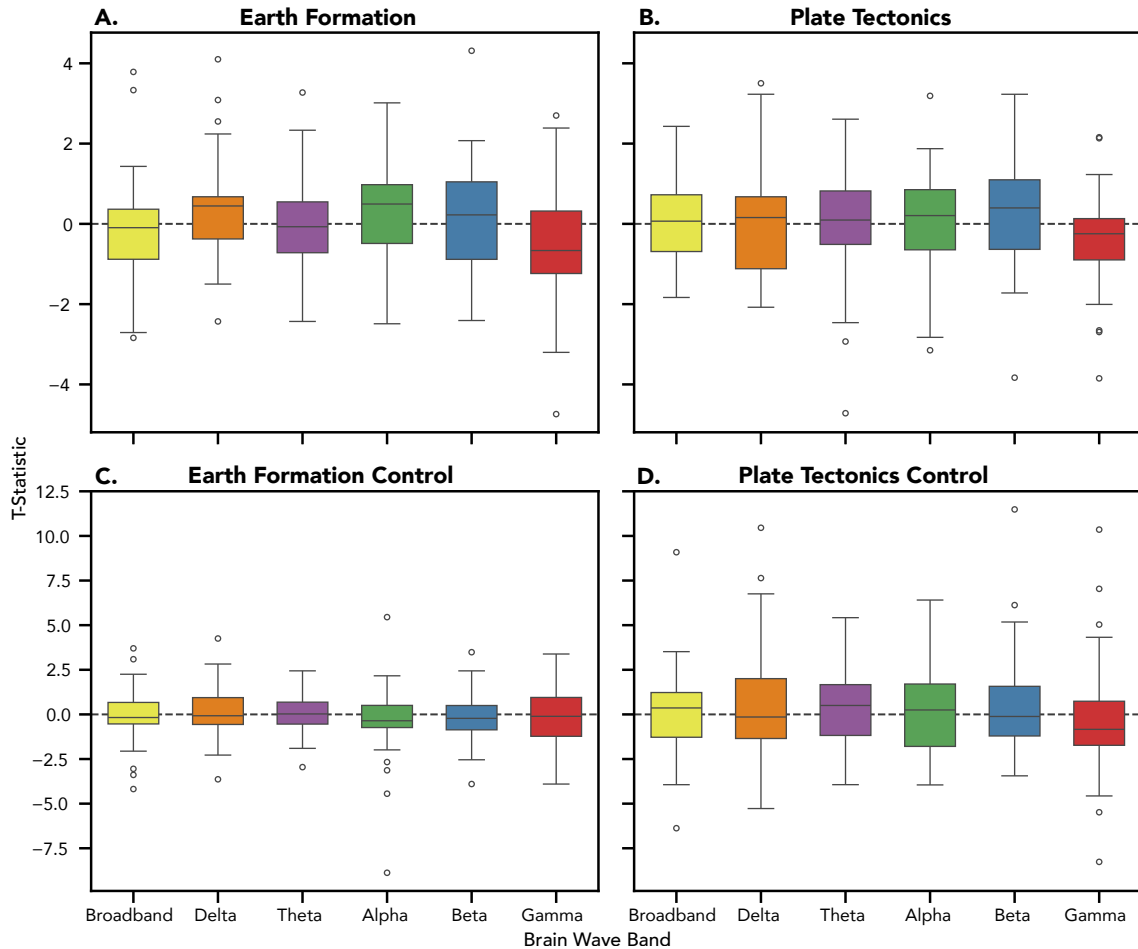 A. Earth Formation
B. Plate Tectonics
4
2
0
−2
−4
C. Earth Formation Control
D. Plate Tectonics Control
T-Statistic
12.5
10.0
7.5
5.0
2.5
0.0
−2.5
−5.0
−7.5
Broadband Delta Theta Alpha Beta Gamma
Broadband Delta Theta Alpha Beta Gamma
Brain Wave Band